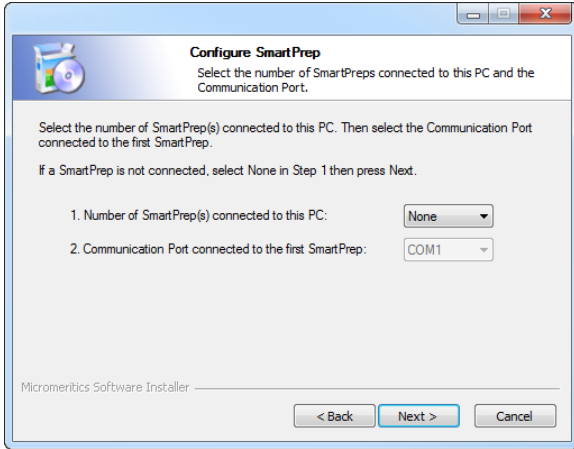 Configure SmartPrep
Select the number of SmartPreps connected to this PC and the
Communication Port.
Select the number of SmartPrep(s) connected to this PC. Then select the Communication Port
connected to the first SmartPrep.
If a SmartPrep is not connected, select None in Step 1 then press Next.
1. Number of SmartPrep(s) connected to this PC: None
2. Communication Port connected to the first SmartPrep: COM1
Micromeritics Software Installer
< Back Next > Cancel